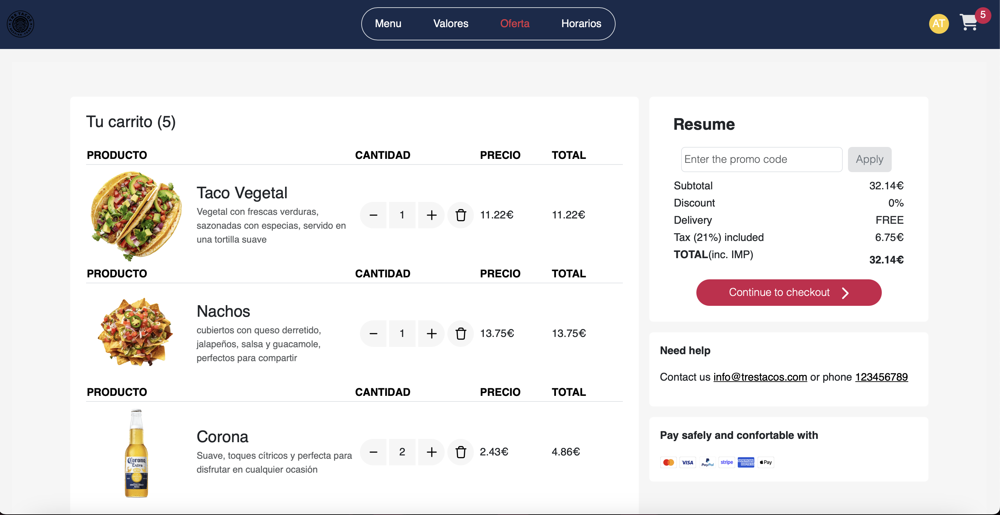 TRS TACOS
MEXXIAN FOOD
Menu Valores Oferta Horarios
AT
5
Tu carrito (5)
PRODUCTO CANTIDAD PRECIO TOTAL
Taco Vegetal
Vegetal con frescas verduras,
sazonadas con especias, servido en
una tortilla suave
1 11.22€ 11.22€
PRODUCTO CANTIDAD PRECIO TOTAL
Nachos
cubiertos con queso derretido,
jalapeños, salsa y guacamole,
perfectos para compartir
1 13.75€ 13.75€
PRODUCTO CANTIDAD PRECIO TOTAL
Corona
Suave, toques cítricos y perfecta para
disfrutar en cualquier ocasión
2 2.43€ 4.86€
Corona
Extra
Resume
Enter the promo code Apply
Subtotal 32.14€
Discount 0%
Delivery FREE
Tax (21%) included 6.75€
TOTAL(inc. IMP) 32.14€
Continue to checkout
Need help
Contact us info@trestacos.com or phone 123456789
Pay safely and confortable with
VISA PayPal stripe AMERICAN EXPRESS Pay